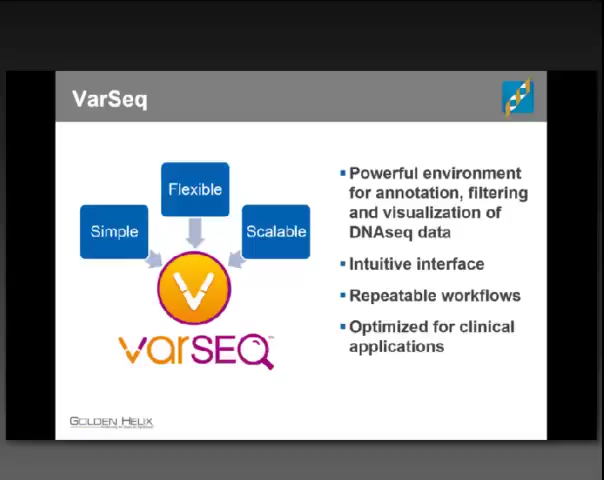 VarSeq
Flexible
Simple
Scalable
varSEQ™
▪ Powerful environment
for annotation, filtering
and visualization of
DNAseq data
▪ Intuitive interface
▪ Repeatable workflows
▪ Optimized for clinical
applications
GOLDEN HELIX